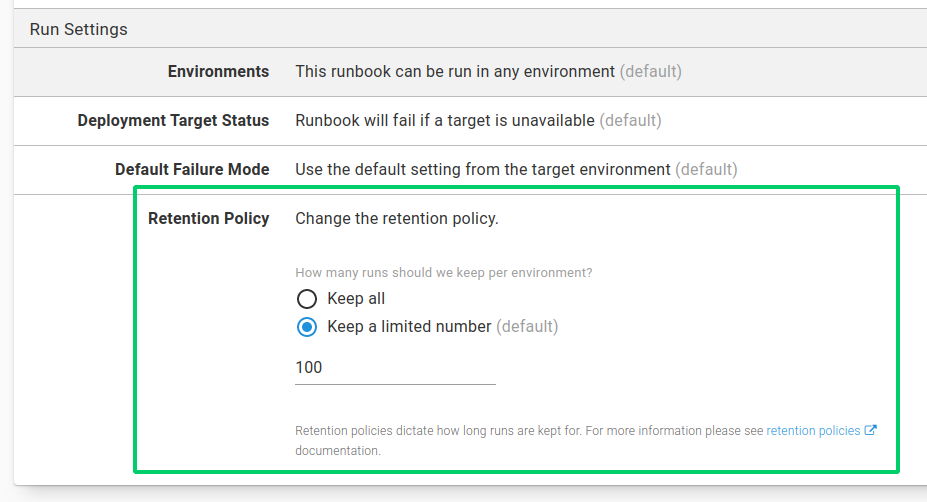 Run Settings
Environments This runbook can be run in any environment (default)
Deployment Target Status Runbook will fail if a target is unavailable (default)
Default Failure Mode Use the default setting from the target environment (default)
Retention Policy Change the retention policy.
How many runs should we keep per environment?
Keep all
Keep a limited number (default)
100
Retention policies dictate how long runs are kept for. For more information please see retention policies
documentation.